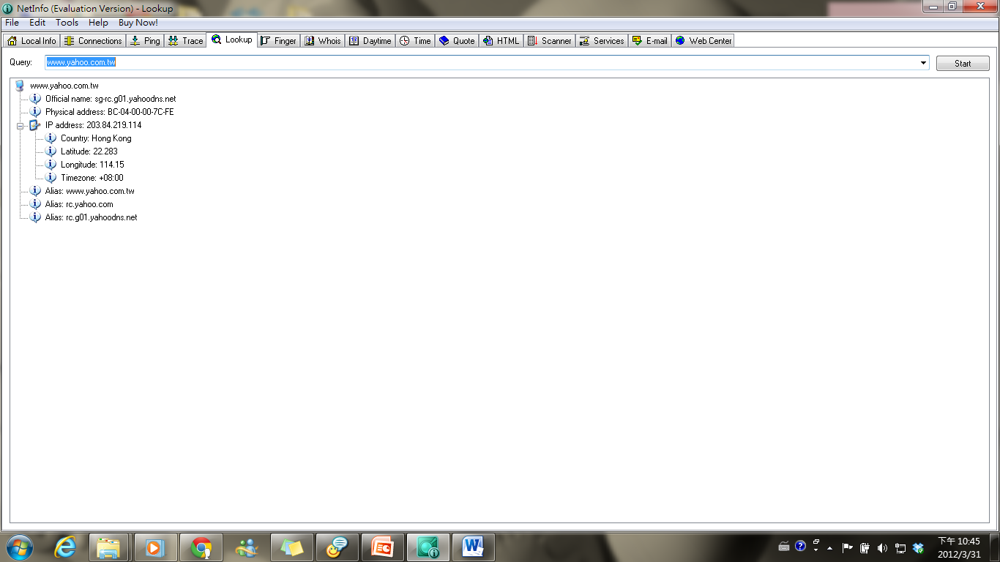 NetInfo (Evaluation Version) - Lookup
File Edit Tools Help Buy Now!
Local Info Connections Ping Trace Lookup Finger Whois Daytime Time Quote HTML Scanner Services E-mail Web Center
Query: www.yahoo.com.tw Start
www.yahoo.com.tw
Official name: sg-rc.g01.yahoodns.net
Physical address: BC-04-00-00-7C-FE
IP address: 203.84.219.114
Country: Hong Kong
Latitude: 22.283
Longitude: 114.15
Timezone: +08:00
Alias: www.yahoo.com.tw
Alias: rc.yahoo.com
Alias: rc.g01.yahoodns.net
下午 10:45
2012/3/31